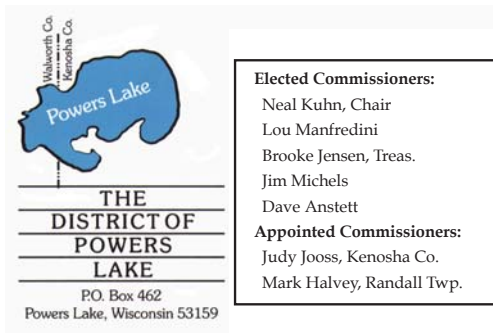 Walworth Co.
Kenosha Co.
Powers Lake
THE
DISTRICT OF
POWERS
LAKE
P.O. Box 462
Powers Lake, Wisconsin 53159
Elected Commissioners:
Neal Kuhn, Chair
Lou Manfredini
Brooke Jensen, Treas.
Jim Michels
Dave Anstett
Appointed Commissioners:
Judy Jooss, Kenosha Co.
Mark Halvey, Randall Twp.